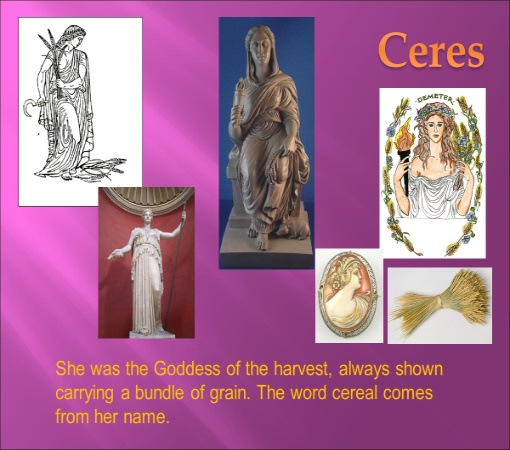 Ceres
DEMETER
She was the Goddess of the harvest, always shown
carrying a bundle of grain. The word cereal comes
from her name.